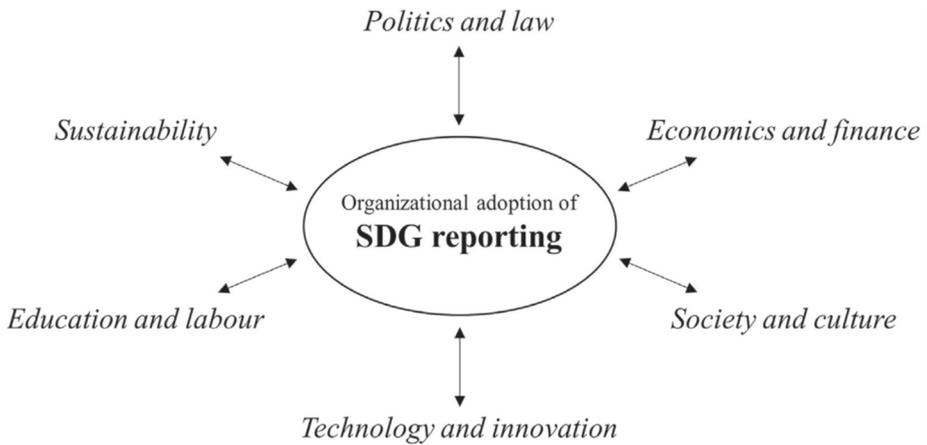 Politics and law
Sustainability
Economics and finance
Organizational adoption of
SDG reporting
Education and labour
Society and culture
Technology and innovation